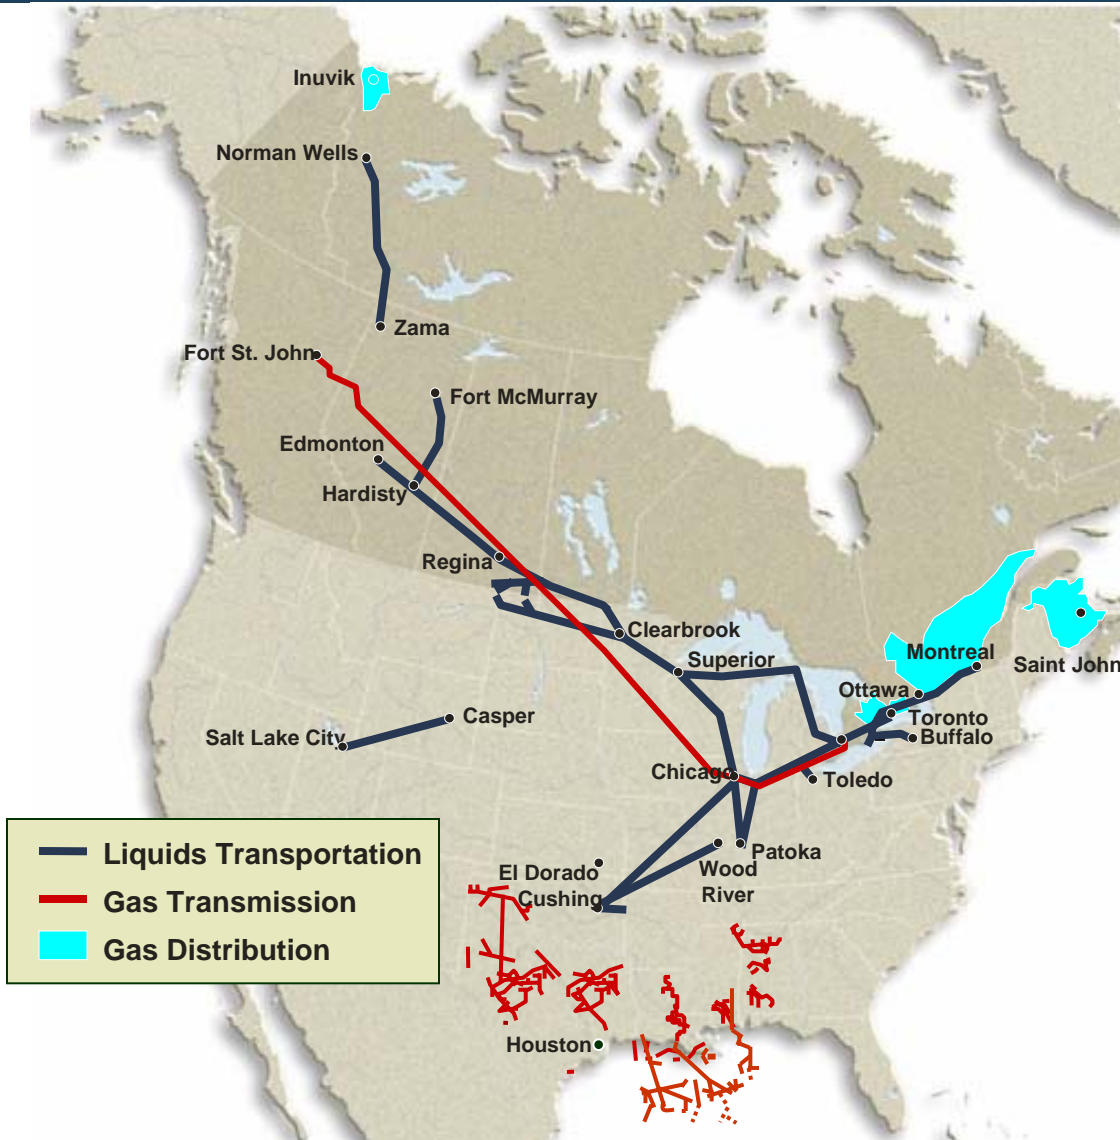 Inuvik
Norman Wells
Zama
Fort St. John
Fort McMurray
Edmonton
Hardisty
Regina
Clearbrook
Superior
Montreal
Saint John
Ottawa
Toronto
Buffalo
Casper
Salt Lake City
Chicago
Toledo
Patoka
Wood
River
El Dorado
Cushing
Houston
Liquids Transportation
Gas Transmission
Gas Distribution